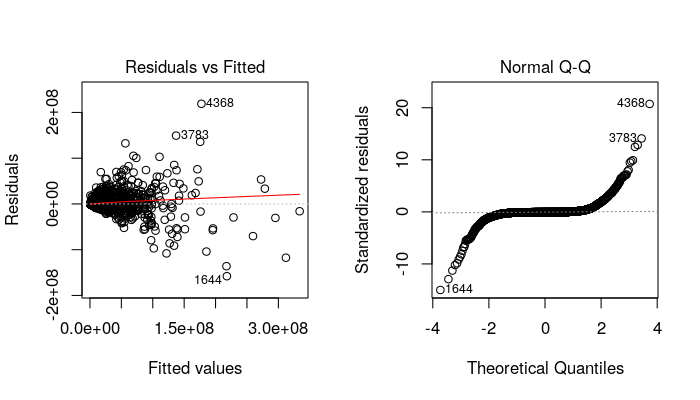 Residuals vs Fitted
Residuals
2e+08
0e+00
-2e+08
4368
3783
1644
0.0e+00 1.5e+08 3.0e+08
Fitted values
Normal Q-Q
Standardized residuals
20
10
0
-10
4368
3783
1644
-4 -2 0 2 4
Theoretical Quantiles